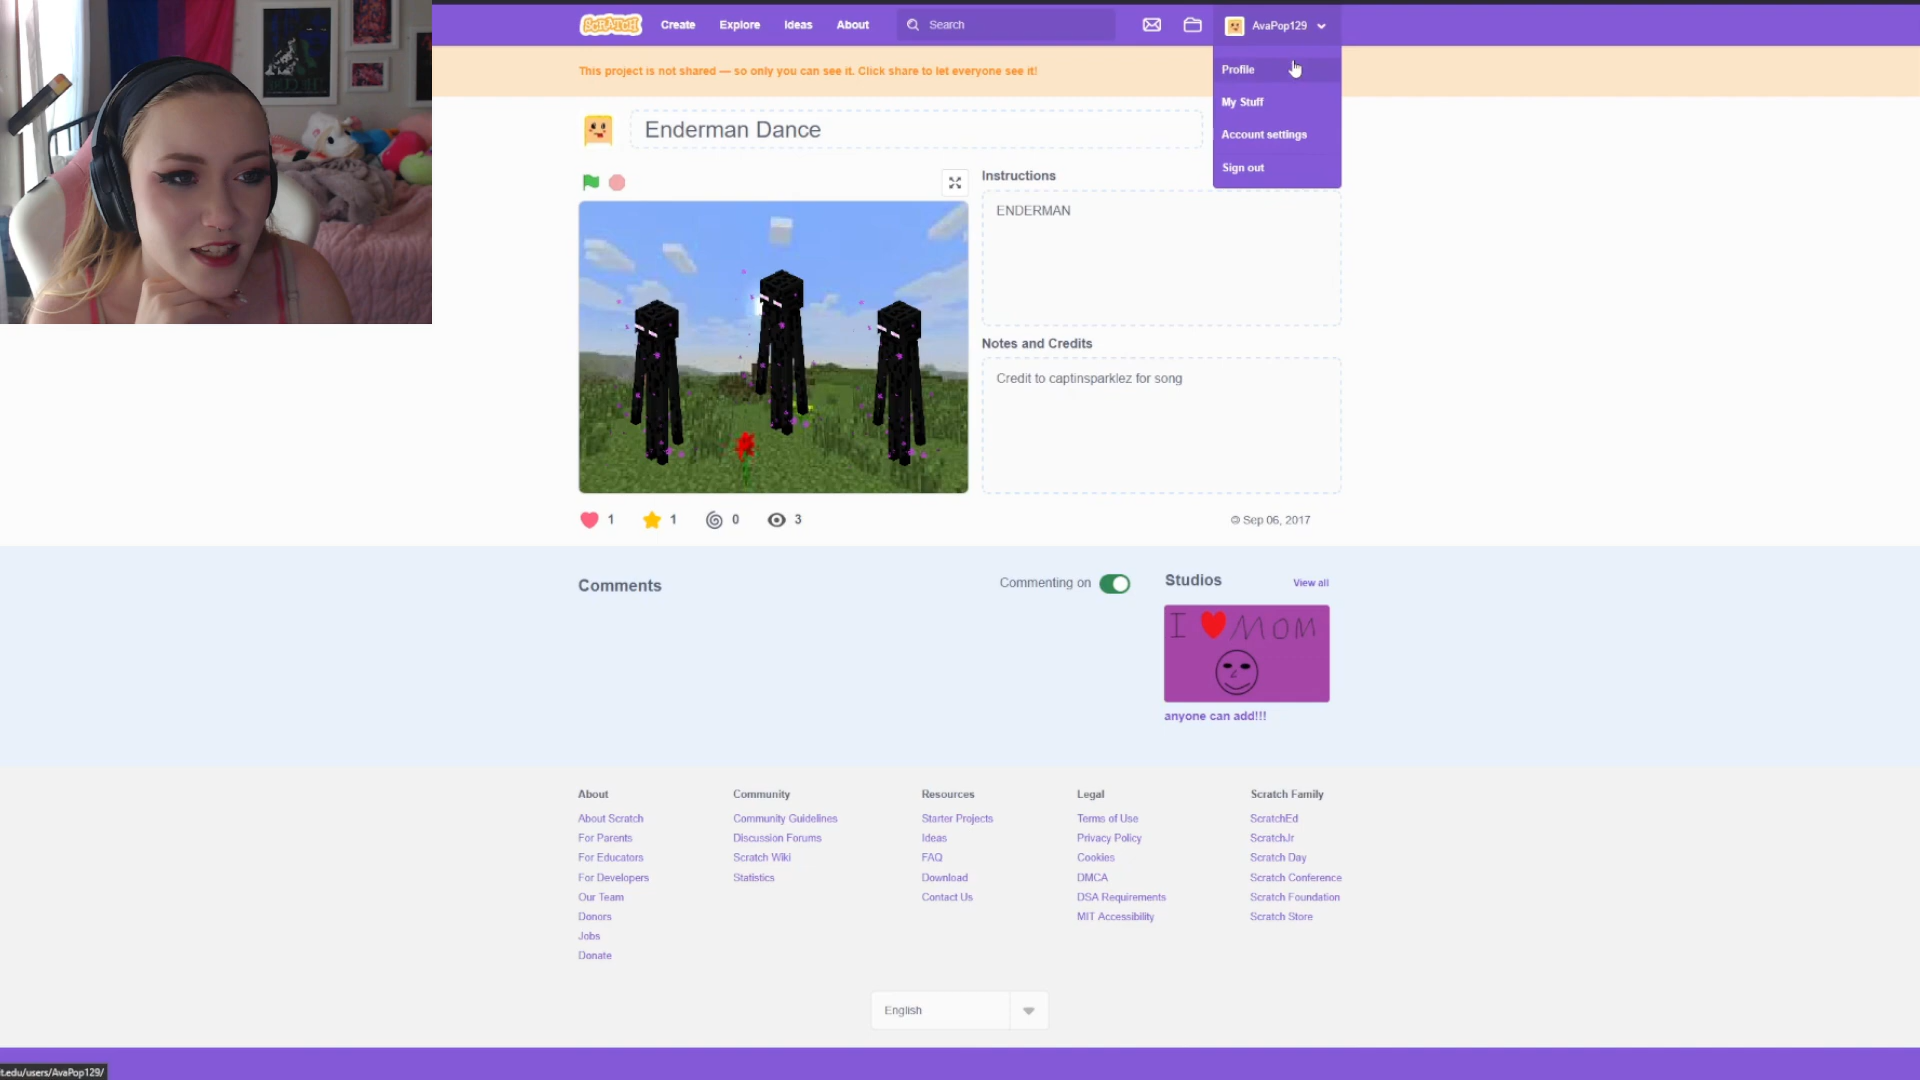 SCRATCH Create Explore Ideas About Search AvaPop129
Profile
My Stuff
Account settings
Sign out
This project is not shared — so only you can see it. Click share to let everyone see it!
Enderman Dance
Instructions
ENDERMAN
Notes and Credits
Credit to captinsparklez for song
1 1 0 3
© Sep 06, 2017
Comments
Commenting on
Studios View all
I MOM
anyone can add!!!
About
About Scratch
For Parents
For Educators
For Developers
Our Team
Donors
Jobs
Donate
Community
Community Guidelines
Discussion Forums
Scratch Wiki
Statistics
Resources
Starter Projects
Ideas
FAQ
Download
Contact Us
Legal
Terms of Use
Privacy Policy
Cookies
DMCA
DSA Requirements
MIT Accessibility
Scratch Family
ScratchEd
ScratchJr
Scratch Day
Scratch Conference
Scratch Foundation
Scratch Store
English
t.edu/users/AvaPop129/